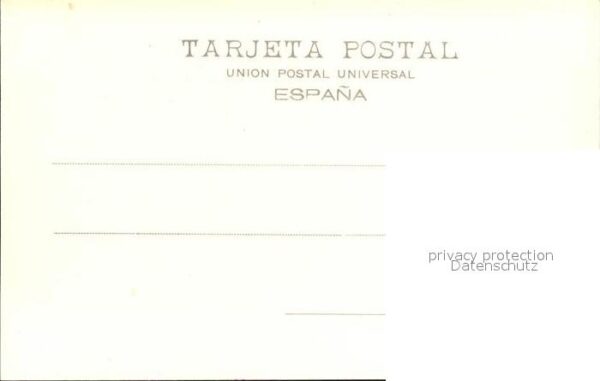 TARJETA POSTAL
UNION POSTAL UNIVERSAL
ESPAÑA
privacy protection
Datenschutz